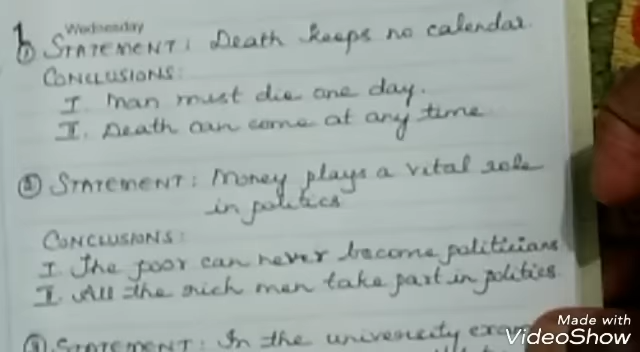 Wednesday
① STATEMENT: Death keeps no calendar.
CONCLUSIONS:
I. Man must die one day.
II. Death can come at any time
② STATEMENT: Money plays a vital role
in politics
CONCLUSIONS:
I The poor can never become politicians
II. All the rich men take part in politics
③ STATEMENT: In the university
Made with
VideoShow